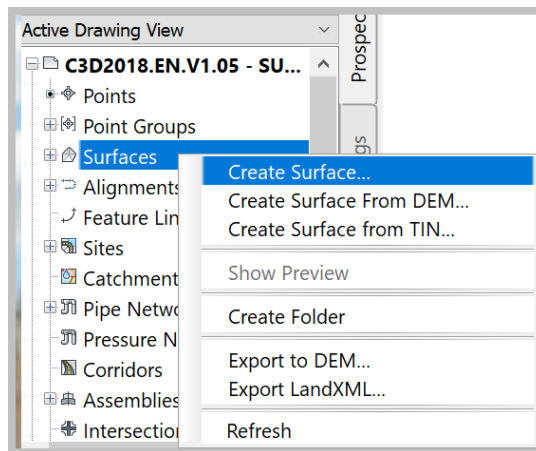 Active Drawing View
C3D2018.EN.V1.05 - SU...
Points
Point Groups
Surfaces
Alignments
Feature Lin
Sites
Catchment
Pipe Netwo
Pressure N
Corridors
Assemblies
Intersection
Create Surface...
Create Surface From DEM...
Create Surface from TIN...
Show Preview
Create Folder
Export to DEM...
Export LandXML...
Refresh
Prospec
gs